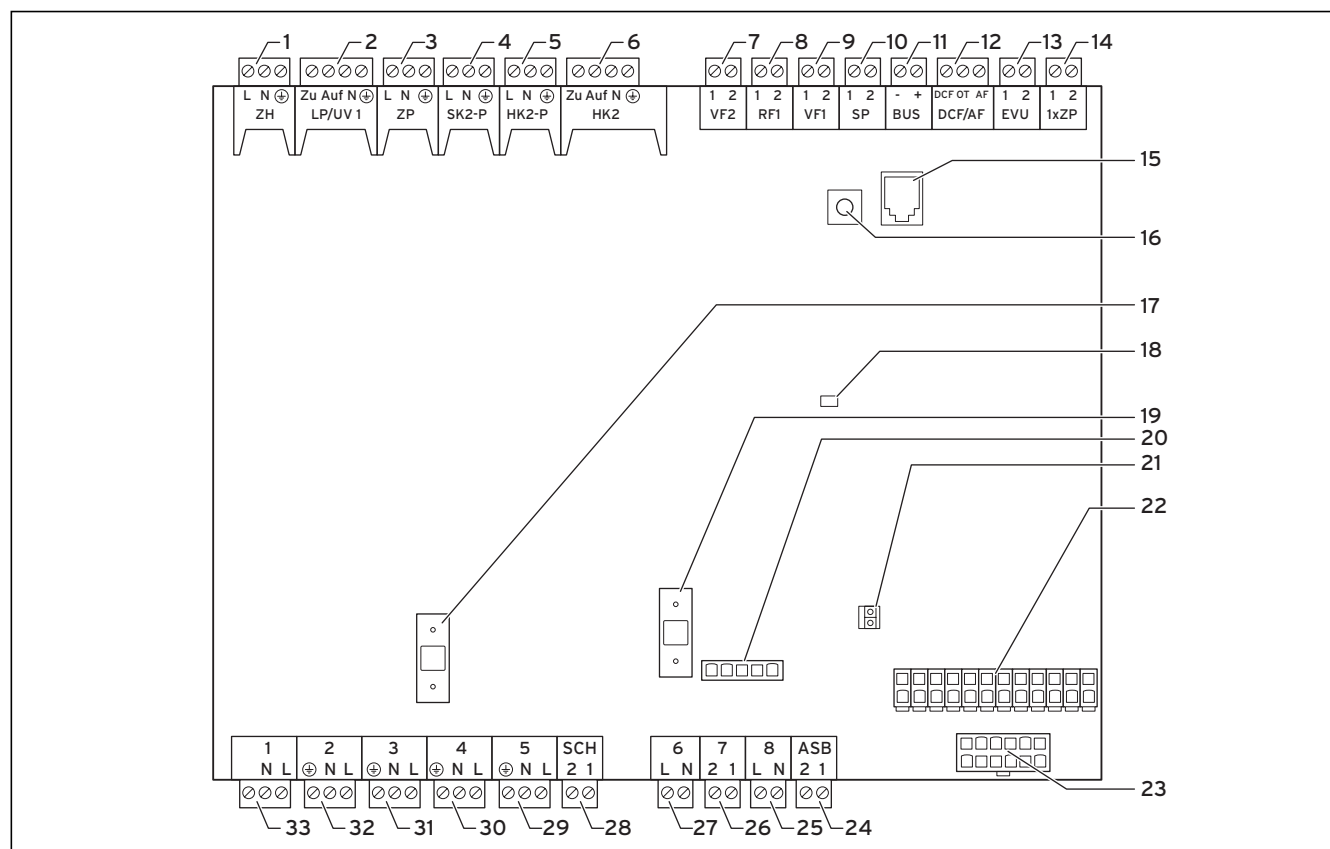 1 2 3 4 5 6 7 8 9 10 11 12 13 14
L N ⏚ Zu Auf N ⏚ L N ⏚ L N ⏚ L N ⏚ Zu Auf N ⏚ 1 2 1 2 1 2 1 2 - + DCF OT AF 1 2 1 2
ZH LP/UV 1 ZP SK2-P HK2-P HK2 VF2 RF1 VF1 SP BUS DCF/AF EVU 1xZP
15
16
17
18
19
20
21
22
1 2 3 4 5 SCH 6 7 8 ASB
N L ⏚ N L ⏚ N L ⏚ N L ⏚ N L 2 1 L N 2 1 L N 2 1
23
33 32 31 30 29 28 27 26 25 24